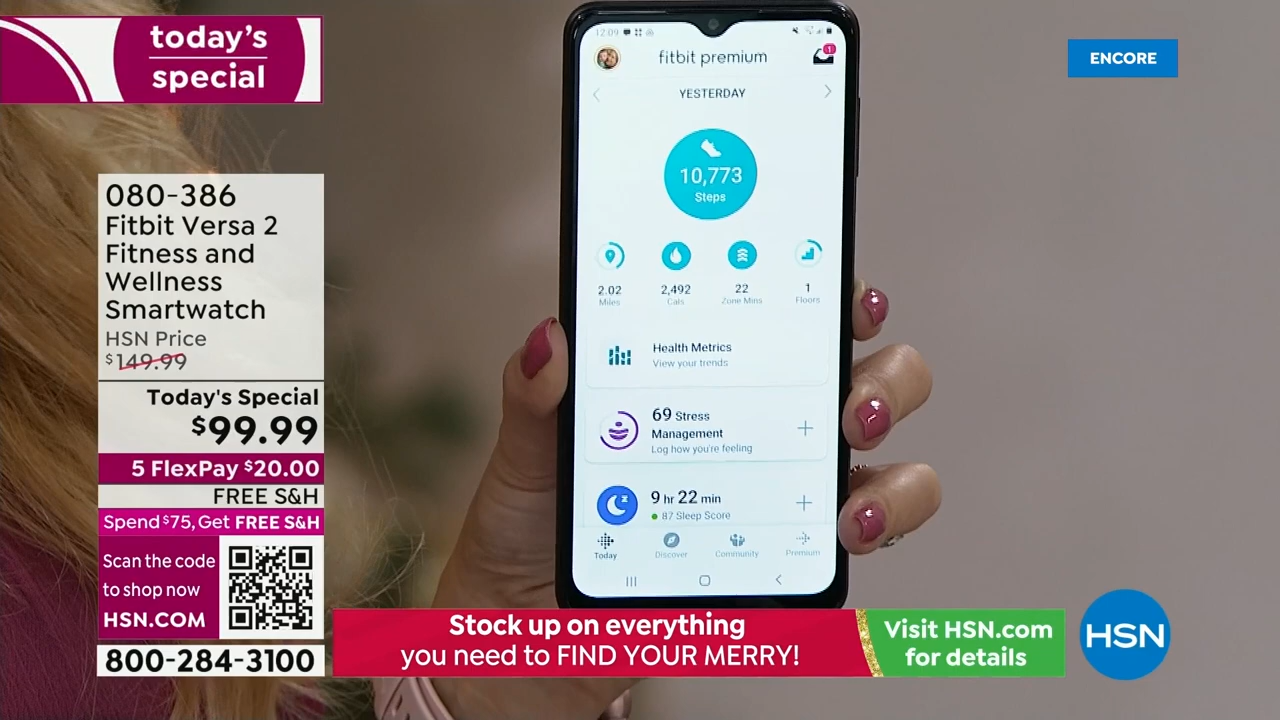 today's
special
080-386
Fitbit Versa 2
Fitness and
Wellness
Smartwatch
HSN Price
$149.99
Today's Special
$99.99
5 FlexPay $20.00
FREE S&H
Spend $75, Get FREE S&H
Scan the code
to shop now
HSN.COM
800-284-3100
12:09
fitbit premium
1
YESTERDAY
10,773
Steps
2.02
Miles
2,492
Cals
22
Zone Mins
1
Floors
Health Metrics
View your trends
69 Stress
Management
Log how you're feeling
9 hr 22 min
87 Sleep Score
Today
Discover
Community
Premium
ENCORE
Stock up on everything
you need to FIND YOUR MERRY!
Visit HSN.com
for details
HSN